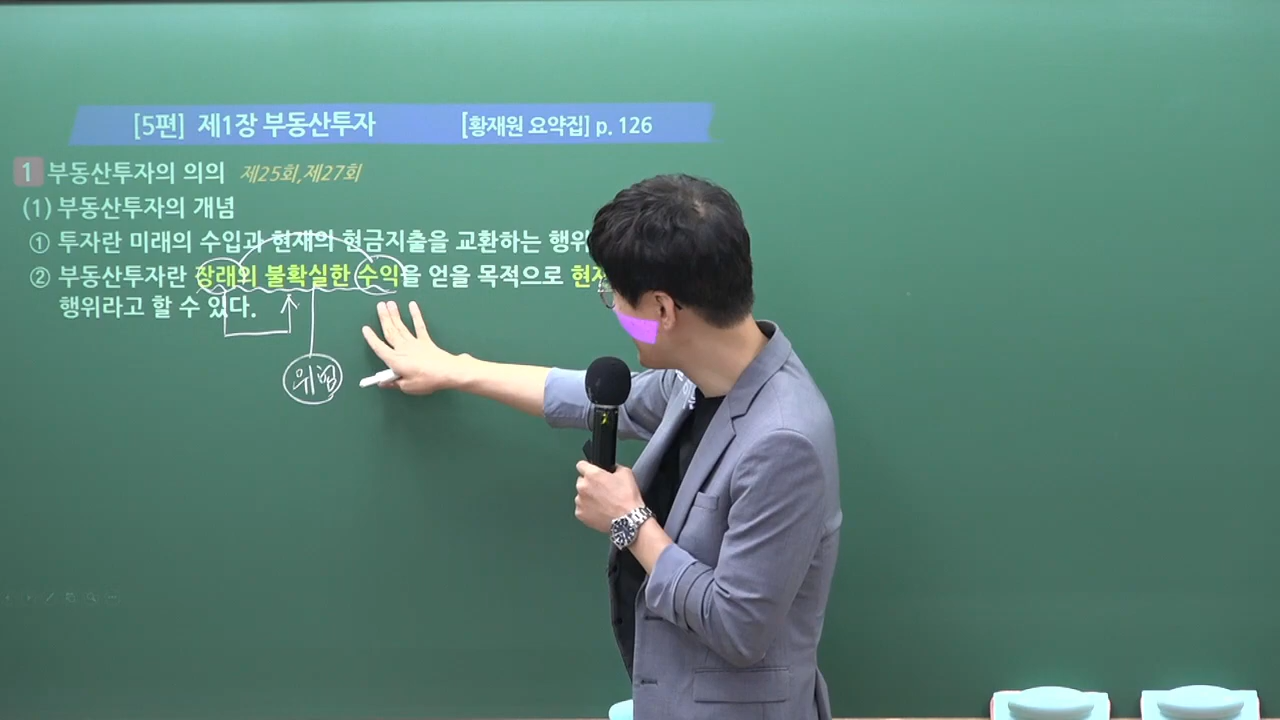 [5편] 제1장 부동산투자 [황재원 요약집] p. 126
1 부동산투자의 의의 제25회,제27회
(1) 부동산투자의 개념
① 투자란 미래의 수입과 현재의 현금지출을 교환하는 행위
② 부동산투자란 장래의 불확실한 수익을 얻을 목적으로 현재
행위라고 할 수 있다.
위험